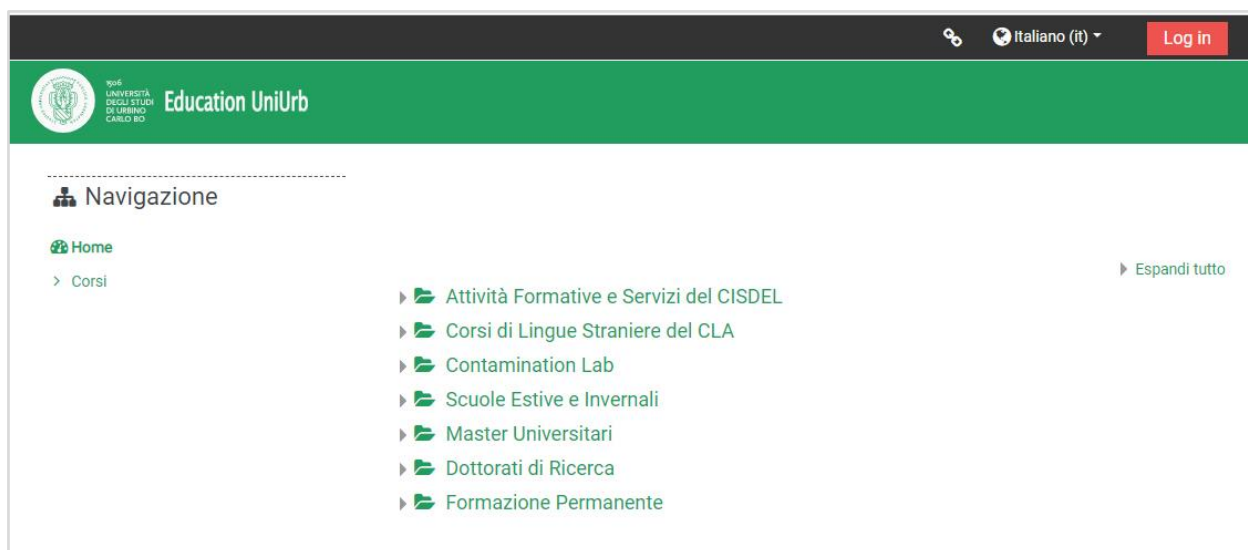 Italiano (it)
Log in
1506
UNIVERSITÀ
DEGLI STUDI
DI URBINO
CARLO BO
Education UniUrb
Navigazione
Home
Corsi
Espandi tutto
Attività Formative e Servizi del CISDEL
Corsi di Lingue Straniere del CLA
Contamination Lab
Scuole Estive e Invernali
Master Universitari
Dottorati di Ricerca
Formazione Permanente